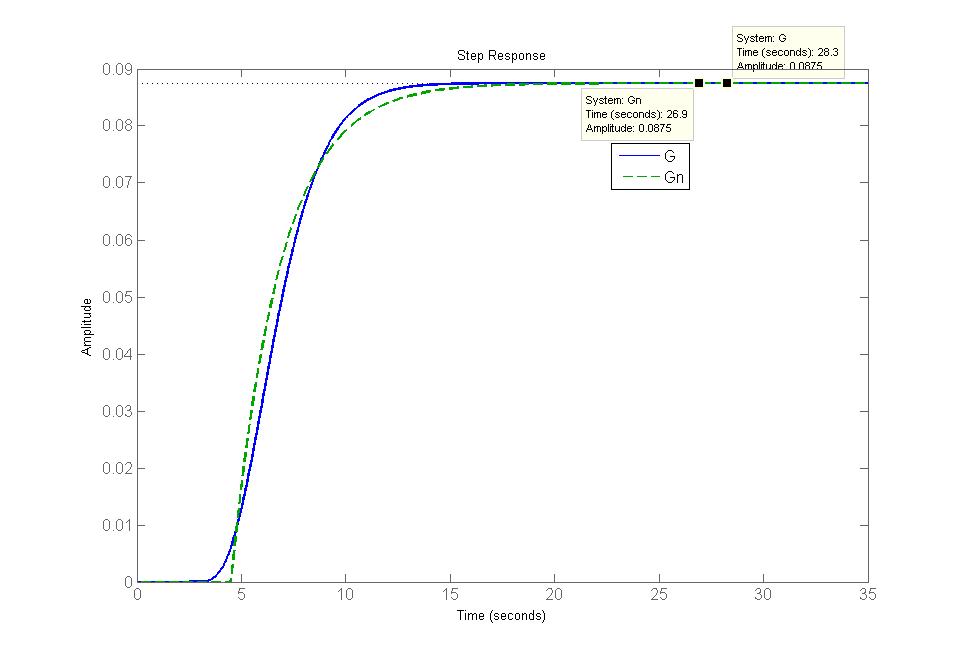 System: G
Time (seconds): 28.3
Amplitude: 0.0875
Step Response
0.09
0.08
0.07
0.06
0.05
0.04
0.03
0.02
0.01
0
Amplitude
System: Gn
Time (seconds): 26.9
Amplitude: 0.0875
G
Gn
0 5 10 15 20 25 30 35
Time (seconds)